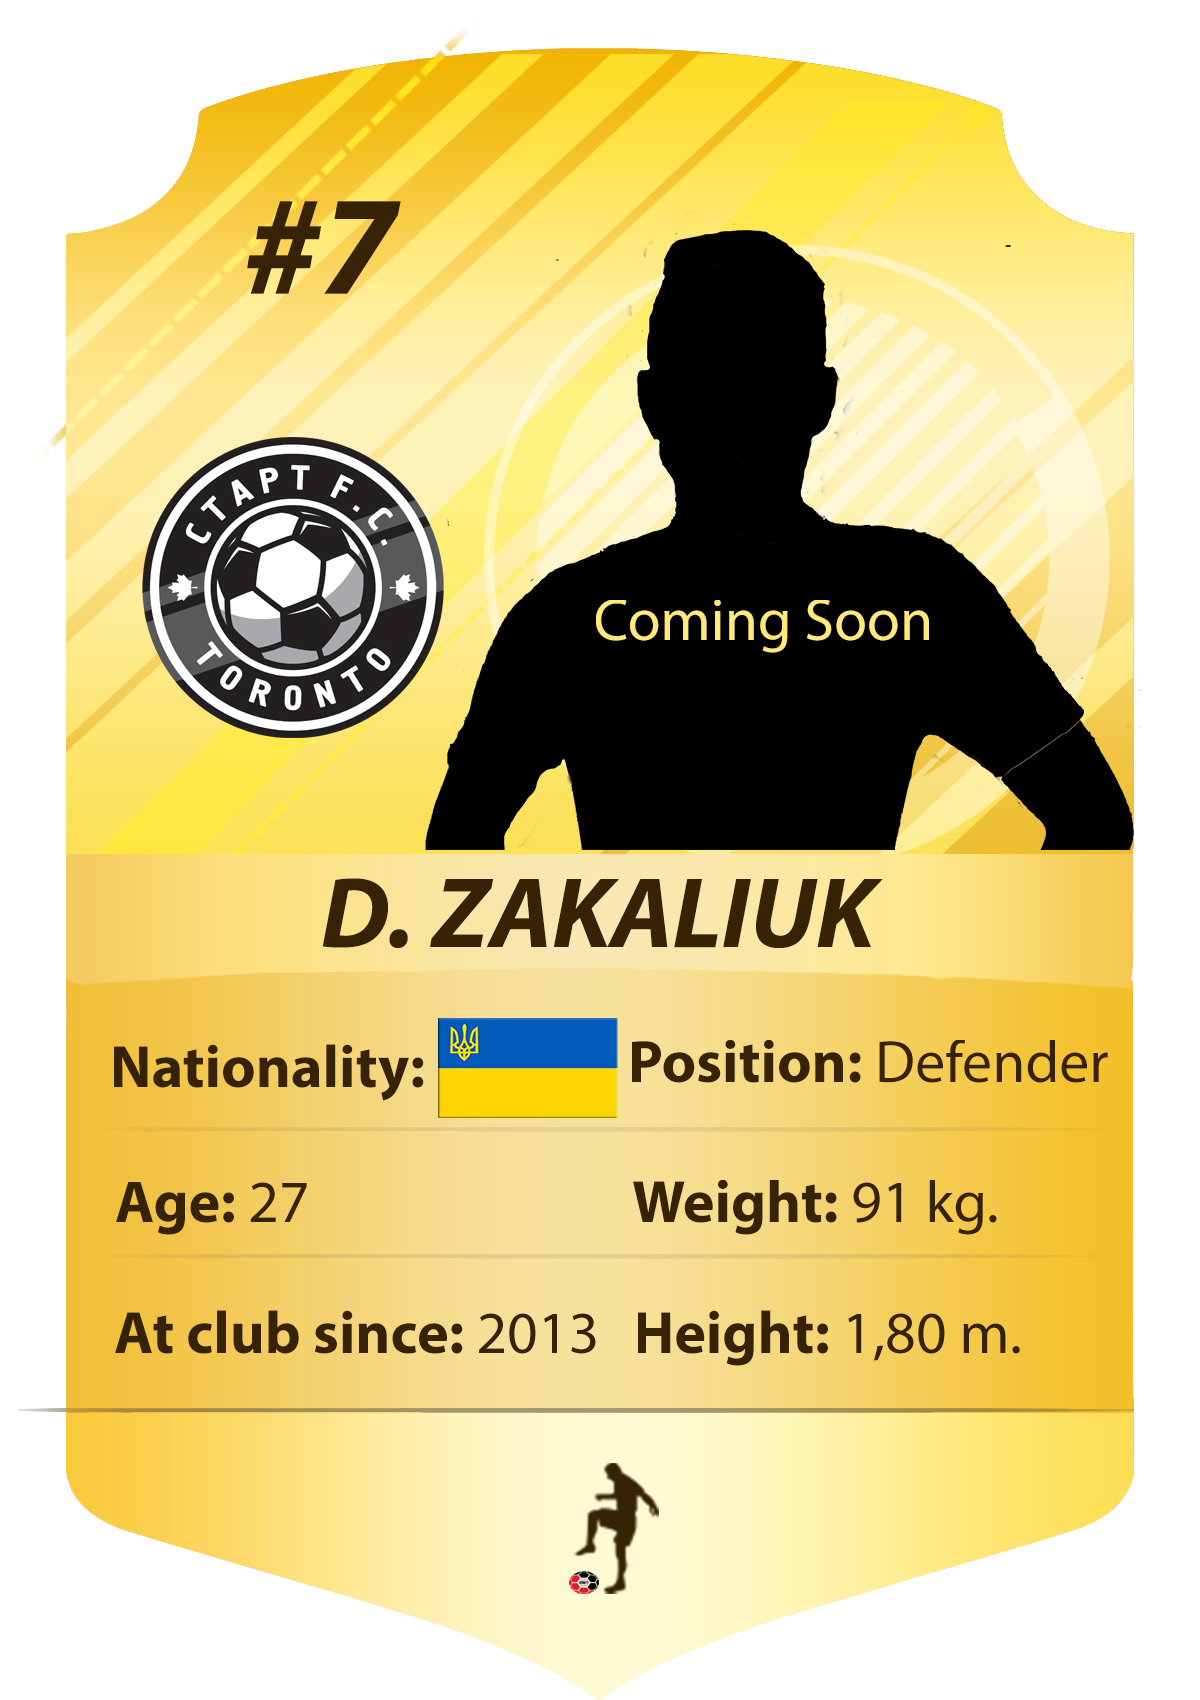 #7
СТАРТ F.C.
TORONTO
Coming Soon
D. ZAKALIUK
Nationality: Position: Defender
Age: 27 Weight: 91 kg.
At club since: 2013 Height: 1,80 m.